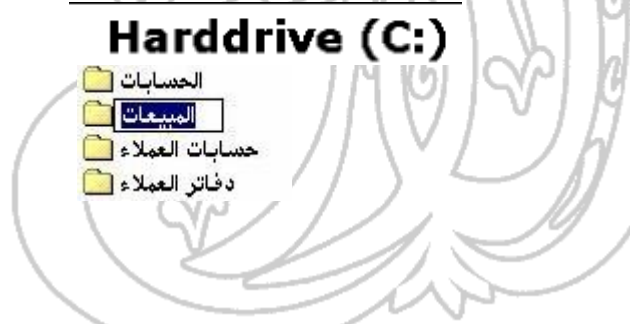 Harddrive (C:)
الحسابات
المبيعات
حسابات العملاء
دفاتر العملاء